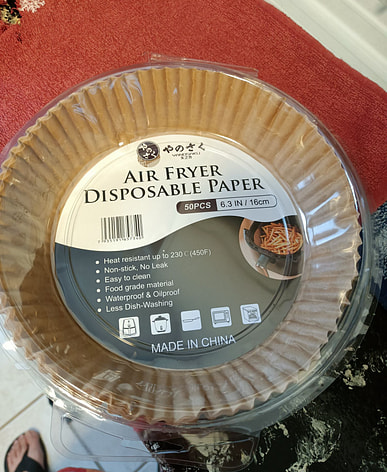 やのさく
AIR FRYER
DISPOSABLE PAPER
50PCS 6.3 IN / 16cm
• Heat resistant up to 230℃(450F)
• Non-stick, No Leak
• Easy to clean
• Food grade material
• Waterproof & Oilproof
• Less Dish-Washing
MADE IN CHINA